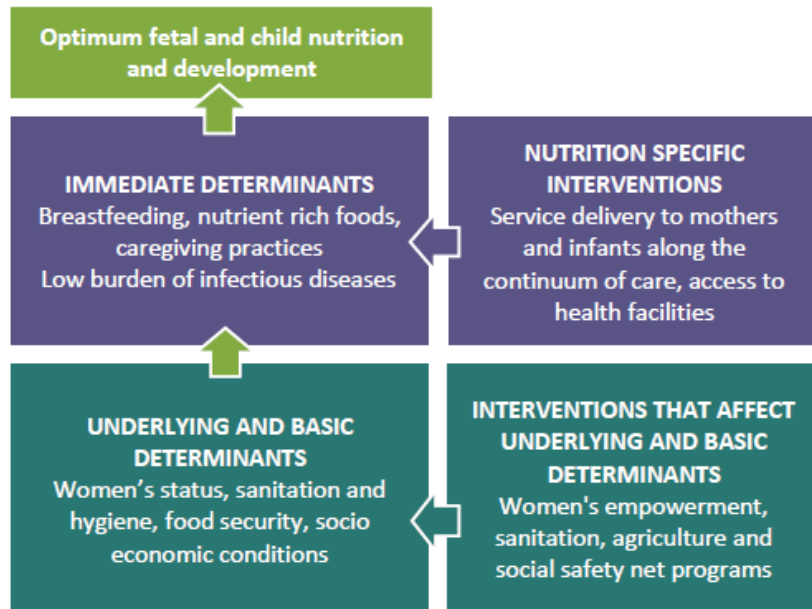 Optimum fetal and child nutrition
and development
IMMEDIATE DETERMINANTS
Breastfeeding, nutrient rich foods,
caregiving practices
Low burden of infectious diseases
NUTRITION SPECIFIC
INTERVENTIONS
Service delivery to mothers
and infants along the
continuum of care, access to
health facilities
UNDERLYING AND BASIC
DETERMINANTS
Women’s status, sanitation and
hygiene, food security, socio
economic conditions
INTERVENTIONS THAT AFFECT
UNDERLYING AND BASIC
DETERMINANTS
Women's empowerment,
sanitation, agriculture and
social safety net programs